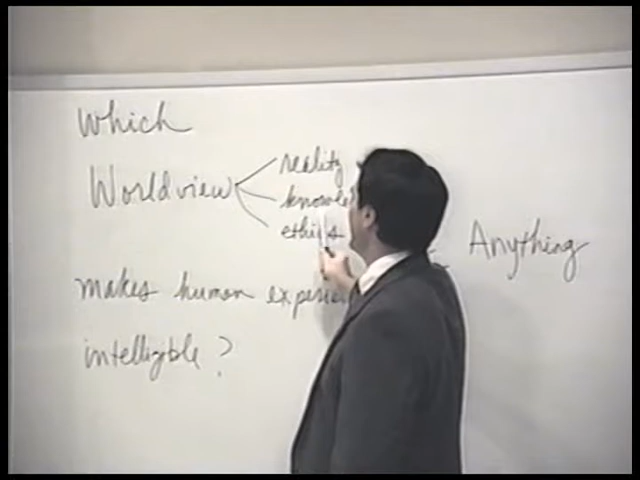 Which
Worldview
reality
ethics
makes human
intelligible?
Anything